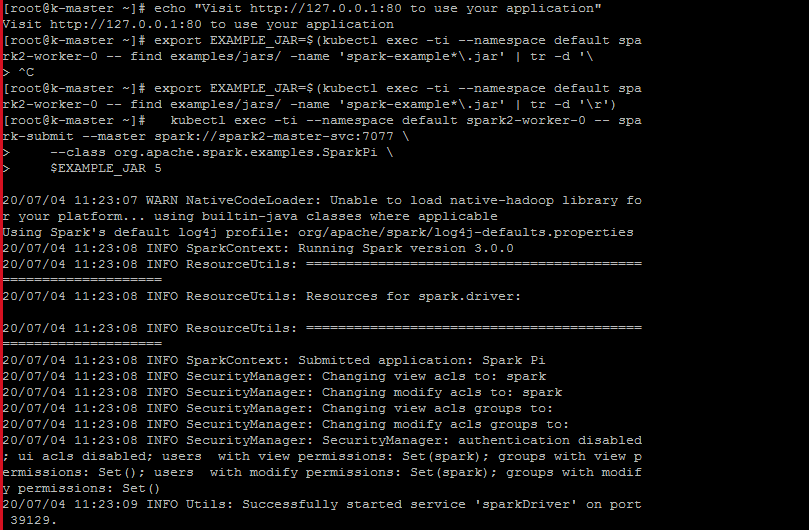 [root@k-master ~]# echo "Visit http://127.0.0.1:80 to use your application"
Visit http://127.0.0.1:80 to use your application
[root@k-master ~]# export EXAMPLE_JAR=$(kubectl exec -ti --namespace default spa
rk2-worker-0 -- find examples/jars/ -name 'spark-example*\.jar' | tr -d '\
> ^C
[root@k-master ~]# export EXAMPLE_JAR=$(kubectl exec -ti --namespace default spa
rk2-worker-0 -- find examples/jars/ -name 'spark-example*\.jar' | tr -d '\r')
[root@k-master ~]#   kubectl exec -ti --namespace default spark2-worker-0 -- spa
rk-submit --master spark://spark2-master-svc:7077 \
>     --class org.apache.spark.examples.SparkPi \
>     $EXAMPLE_JAR 5
20/07/04 11:23:07 WARN NativeCodeLoader: Unable to load native-hadoop library fo
r your platform... using builtin-java classes where applicable
Using Spark's default log4j profile: org/apache/spark/log4j-defaults.properties
20/07/04 11:23:08 INFO SparkContext: Running Spark version 3.0.0
20/07/04 11:23:08 INFO ResourceUtils: ==========================================
====================
20/07/04 11:23:08 INFO ResourceUtils: Resources for spark.driver:
20/07/04 11:23:08 INFO ResourceUtils: ==========================================
====================
20/07/04 11:23:08 INFO SparkContext: Submitted application: Spark Pi
20/07/04 11:23:08 INFO SecurityManager: Changing view acls to: spark
20/07/04 11:23:08 INFO SecurityManager: Changing modify acls to: spark
20/07/04 11:23:08 INFO SecurityManager: Changing view acls groups to:
20/07/04 11:23:08 INFO SecurityManager: Changing modify acls groups to:
20/07/04 11:23:08 INFO SecurityManager: SecurityManager: authentication disabled
; ui acls disabled; users  with view permissions: Set(spark); groups with view p
ermissions: Set(); users  with modify permissions: Set(spark); groups with modif
y permissions: Set()
20/07/04 11:23:09 INFO Utils: Successfully started service 'sparkDriver' on port
 39129.